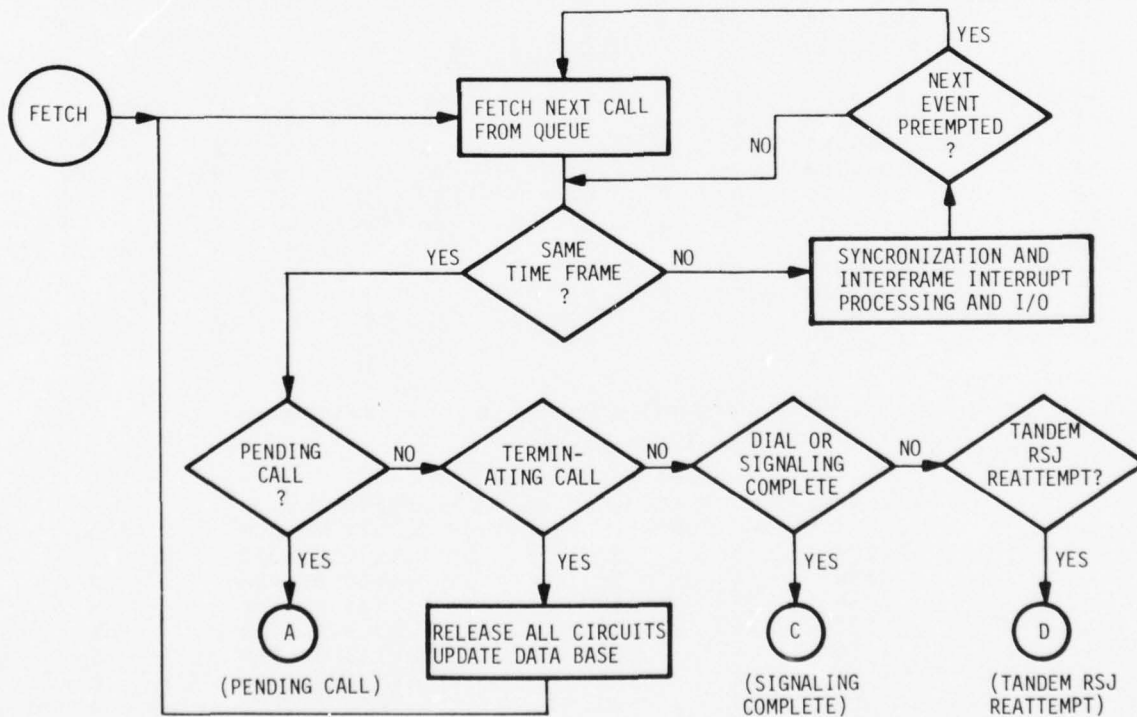 YES
FETCH
FETCH NEXT CALL
FROM QUEUE
NEXT
EVENT
PREEMPTED
?
NO
YES
SAME
TIME FRAME
?
NO
SYNCRONIZATION AND
INTERFRAME INTERRUPT
PROCESSING AND I/O
PENDING
CALL
?
NO
TERMIN-
ATING CALL
NO
DIAL OR
SIGNALING
COMPLETE
NO
TANDEM
RSJ
REATTEMPT?
YES
YES
YES
YES
A
(PENDING CALL)
RELEASE ALL CIRCUITS
UPDATE DATA BASE
C
(SIGNALING
COMPLETE)
D
(TANDEM RSJ
REATTEMPT)